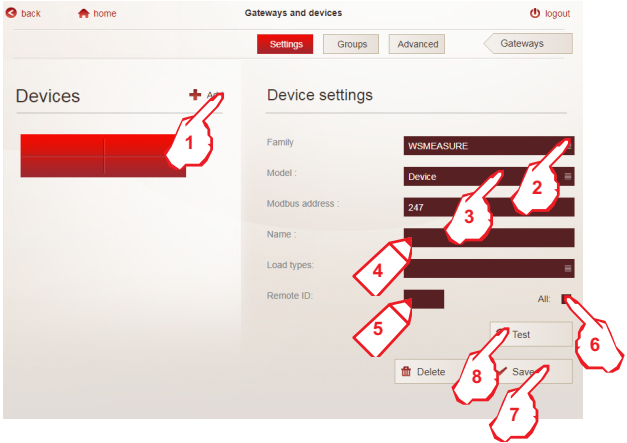 back home Gateways and devices logout
Settings Groups Advanced Gateways
Devices Device settings
1
Family WSMEASURE
2
Model : Device
3
Modbus address : 247
Name :
4
Load types:
Remote ID: All:
5
6
Test
8
Delete Save
7